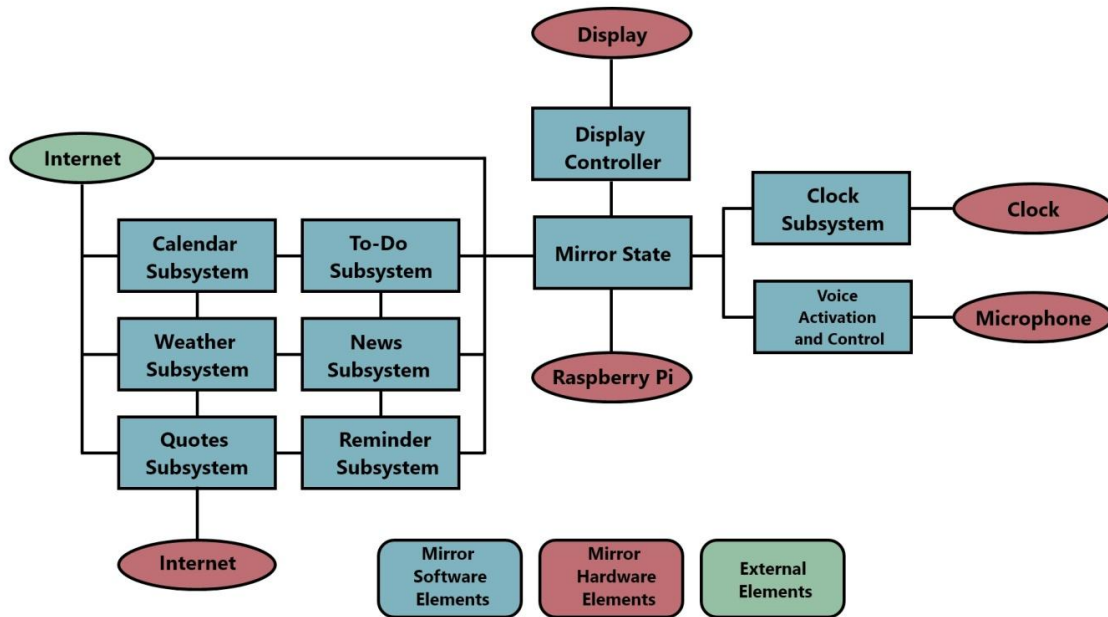 Display
Display
Controller
Internet
Clock
Subsystem
Clock
Calendar
Subsystem
To-Do
Subsystem
Mirror State
Voice
Activation
and Control
Microphone
Weather
Subsystem
News
Subsystem
Raspberry Pi
Quotes
Subsystem
Reminder
Subsystem
Internet
Mirror
Software
Elements
Mirror
Hardware
Elements
External
Elements